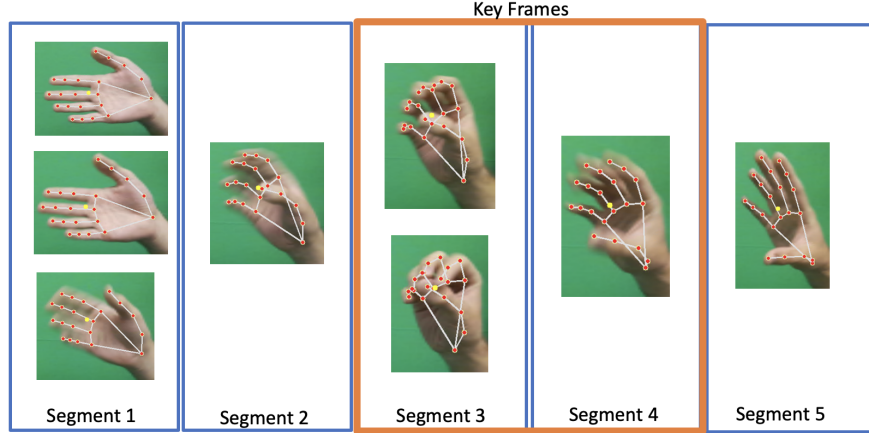 Key Frames
Segment 1
Segment 2
Segment 3
Segment 4
Segment 5